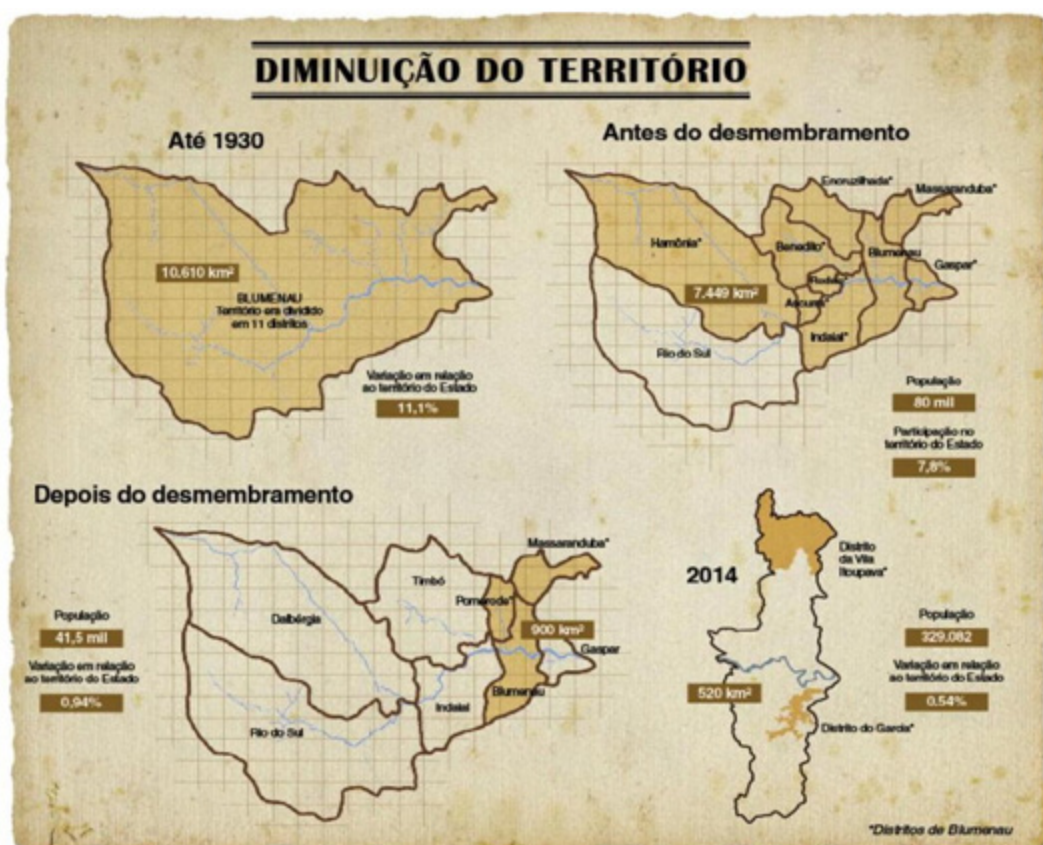 DIMINUIÇÃO DO TERRITÓRIO
Até 1930
10.610 km²
BLUMENAU
Território era dividido
em 11 distritos
Variação em relação
ao território do Estado
11,1%
Antes do desmembramento
Encruzilhada*
Massaranduba*
Hamônia*
Benedito*
Blumenau
Gaspar*
7.449 km²
Ascurra*
Indaial*
Rio do Sul
População
80 mil
Participação no
território do Estado
7,8%
Depois do desmembramento
Massaranduba*
Timbó
Pomerode*
Dalbérgia
900 km²
Gaspar
Blumenau
Indaial
Rio do Sul
População
41,5 mil
Variação em relação
ao território do Estado
0,94%
2014
Distrito
da Vila
Itoupava*
População
329.082
520 km²
Variação em relação
ao território do Estado
0.54%
Distrito do Garcia*
*Distritos de Blumenau